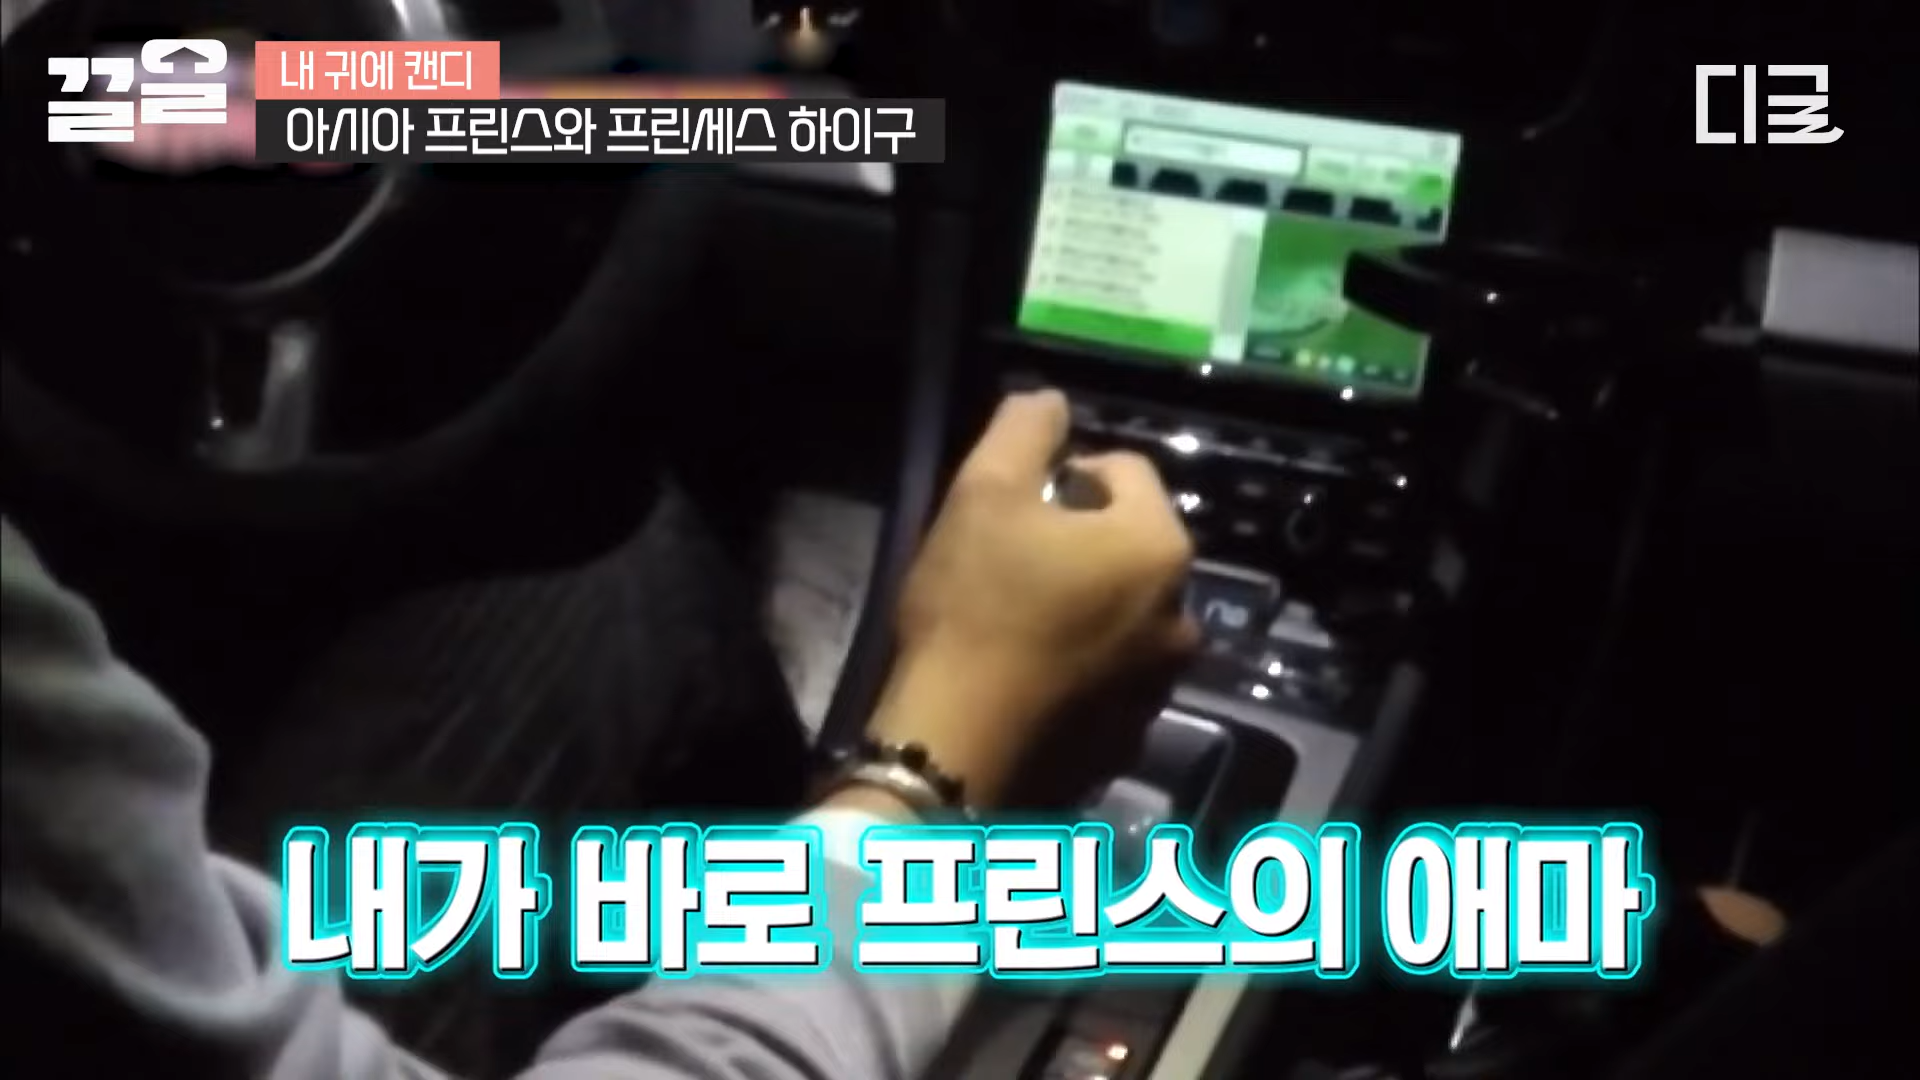 끌올
내 귀에 캔디
아시아 프린스와 프린세스 하이구
디글
내가 바로 프린스의 애마